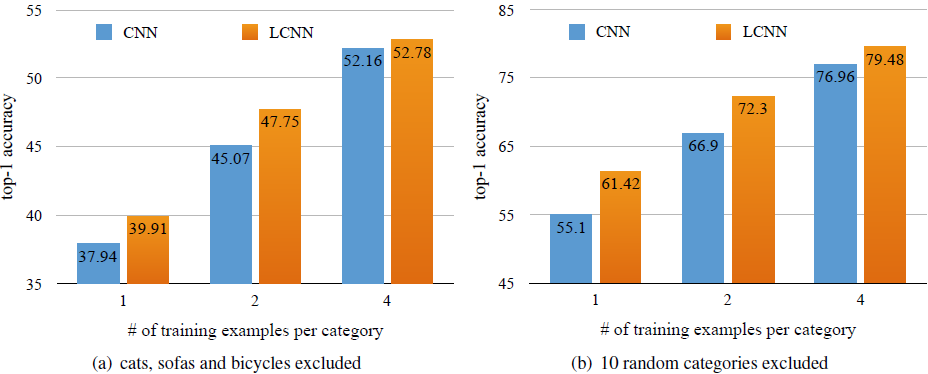 55
CNN
LCNN
52.16
52.78
50
47.75
top-1 accuracy
45
45.07
40
39.91
37.94
35
1
2
4
# of training examples per category
(a) cats, sofas and bicycles excluded
85
CNN
LCNN
79.48
76.96
75
72.3
top-1 accuracy
66.9
65
61.42
55
55.1
45
1
2
4
# of training examples per category
(b) 10 random categories excluded